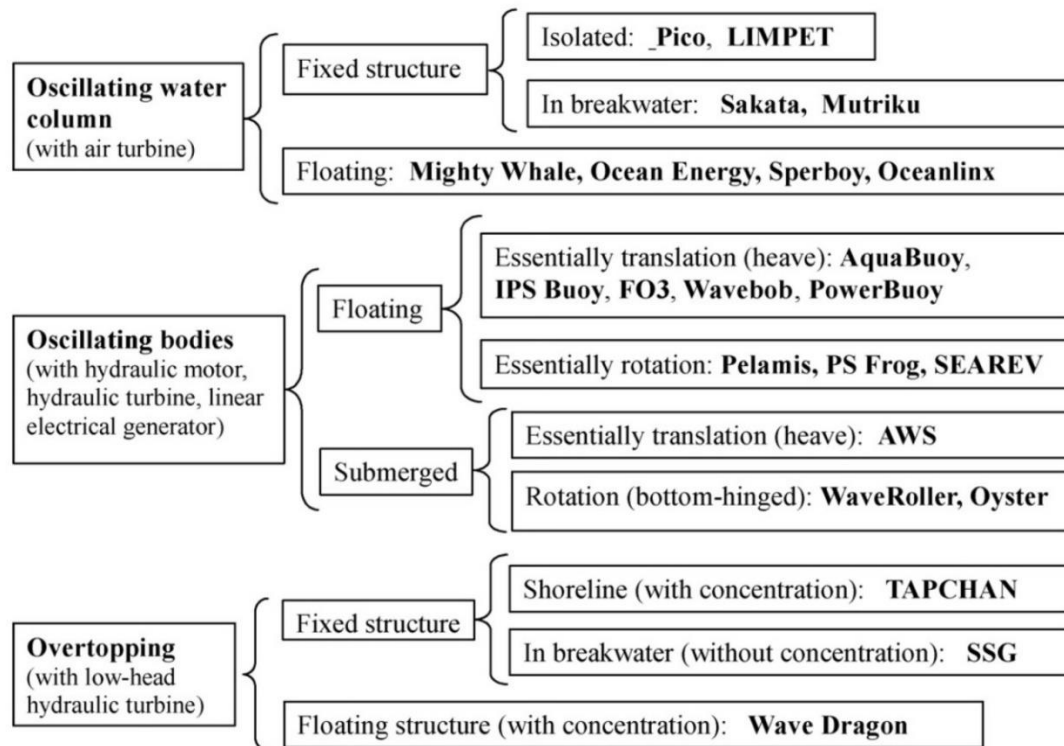 Oscillating water
column
(with air turbine)
Fixed structure
Isolated: _Pico, LIMPET
In breakwater: Sakata, Mutriku
Floating: Mighty Whale, Ocean Energy, Sperboy, Oceanlinx
Oscillating bodies
(with hydraulic motor,
hydraulic turbine, linear
electrical generator)
Floating
Essentially translation (heave): AquaBuoy,
IPS Buoy, FO3, Wavebob, PowerBuoy
Essentially rotation: Pelamis, PS Frog, SEAREV
Submerged
Essentially translation (heave): AWS
Rotation (bottom-hinged): WaveRoller, Oyster
Overtopping
(with low-head
hydraulic turbine)
Fixed structure
Shoreline (with concentration): TAPCHAN
In breakwater (without concentration): SSG
Floating structure (with concentration): Wave Dragon